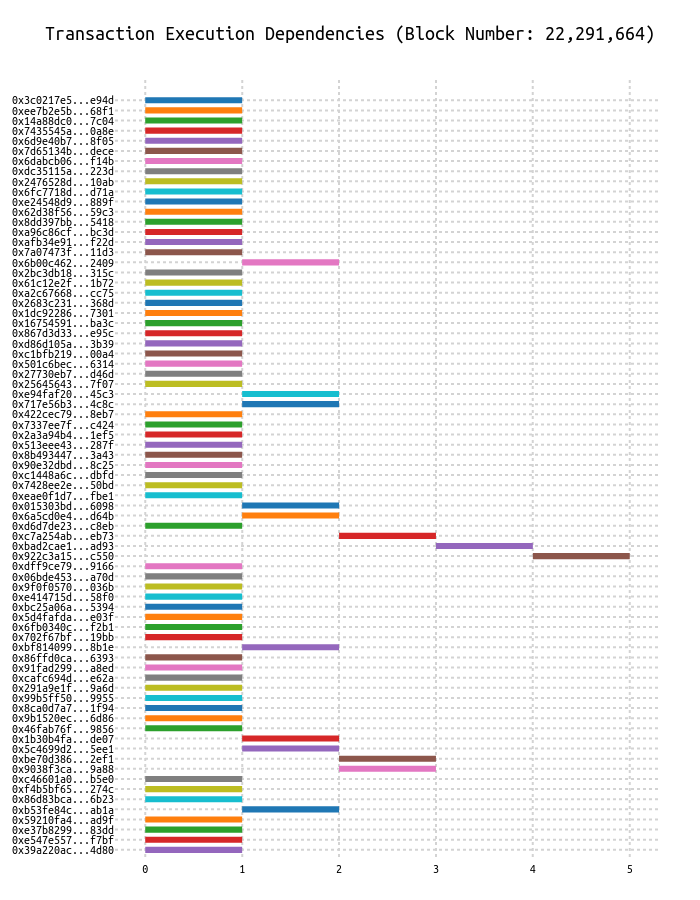 Transaction Execution Dependencies (Block Number: 22,291,664)
0x3c0217e5...e94d
0xee7b2e5b...68f1
0x14a88dc0...7c04
0x7435545a...0a8e
0x6d9e40b7...8f05
0x7d65134b...dece
0x6dabcb06...f14b
0xdc35115a...223d
0x2476528d...10ab
0x6fc7718d...d71a
0xe24548d9...889f
0x62d38f56...59c3
0x8dd397bb...5418
0xa96c86cf...bc3d
0xafb34e91...f22d
0x7a07473f...11d3
0x6b00c462...2409
0x2bc3db18...315c
0x61c12e2f...1b72
0xa2c67668...cc75
0x2683c231...368d
0x1dc92286...7301
0x16754591...ba3c
0x867d3d33...e95c
0xd86d105a...3b39
0xc1bfb219...00a4
0x501c6bec...6314
0x27730eb7...d46d
0x25645643...7f07
0xe94faf20...45c3
0x717e56b3...4c8c
0x422cec79...8eb7
0x7337ee7f...c424
0x2a3a94b4...1ef5
0x513eee43...287f
0x8b493447...3a43
0x90e32dbd...8c25
0xc1448a6c...dbfd
0x7428ee2e...50bd
0xeae0f1d7...fbe1
0x015303bd...6098
0x6a5cd0e4...d64b
0xd6d7de23...c8eb
0xc7a254ab...eb73
0xbad2cae1...ad93
0x922c3a15...c550
0xdff9ce79...9166
0x06bde453...a70d
0x9f0f0570...036b
0xe414715d...58f0
0xbc25a06a...5394
0x5d4fafda...e03f
0x6fb0340c...f2b1
0x702f67bf...19bb
0xbf814099...8b1e
0x86ffd0ca...6393
0x91fad299...a8ed
0xcafc694d...e62a
0x291a9e1f...9a6d
0x99b5ff50...9955
0x8ca0d7a7...1f94
0x9b1520ec...6d86
0x46fab76f...9856
0x1b30b4fa...de07
0x5c4699d2...5ee1
0xbe70d386...2ef1
0x9038f3ca...9a88
0xc46601a0...b5e0
0xf4b5bf65...274c
0x86d83bca...6b23
0xb53fe84c...ab1a
0x59210fa4...ad9f
0xe37b8299...83dd
0xe547e557...f7bf
0x39a220ac...4d80
0 1 2 3 4 5